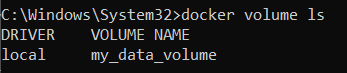 C:\Windows\System32>docker volume ls
DRIVER    VOLUME NAME
local     my_data_volume